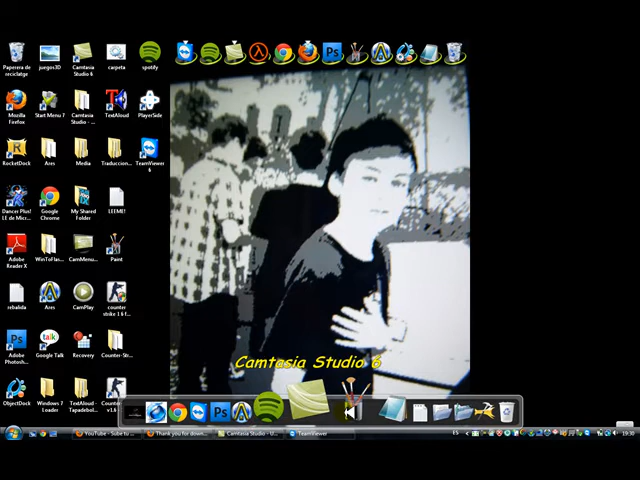 Papelera de reciclatge
juegos3D
Camtasia Studio 6
carpeta
spotify
Mozilla Firefox
Start Menu 7
Camtasia Studio - ...
TextAloud
PlayerSide
RocketDock
Ares
Media
Traduccion...
TeamViewer 6
Dancer Plus! LE de Micr...
Google Chrome
My Shared Folder
LEEME!
Adobe Reader X
WinToFlas...
CamMenu...
Paint
rebalida
Ares
CamPlay
counter strike 1 6 f...
Adobe Photosh...
Google Talk
Recovery
Counter-Str...
ObjectDock
Windows 7 Loader
TextAloud - Tapadebol...
Counter... v1.6 ...
Camtasia Studio 6
YouTube - Sube tu ...
Thank you for down...
Camtasia Studio - U...
TeamViewer
ES
19:30